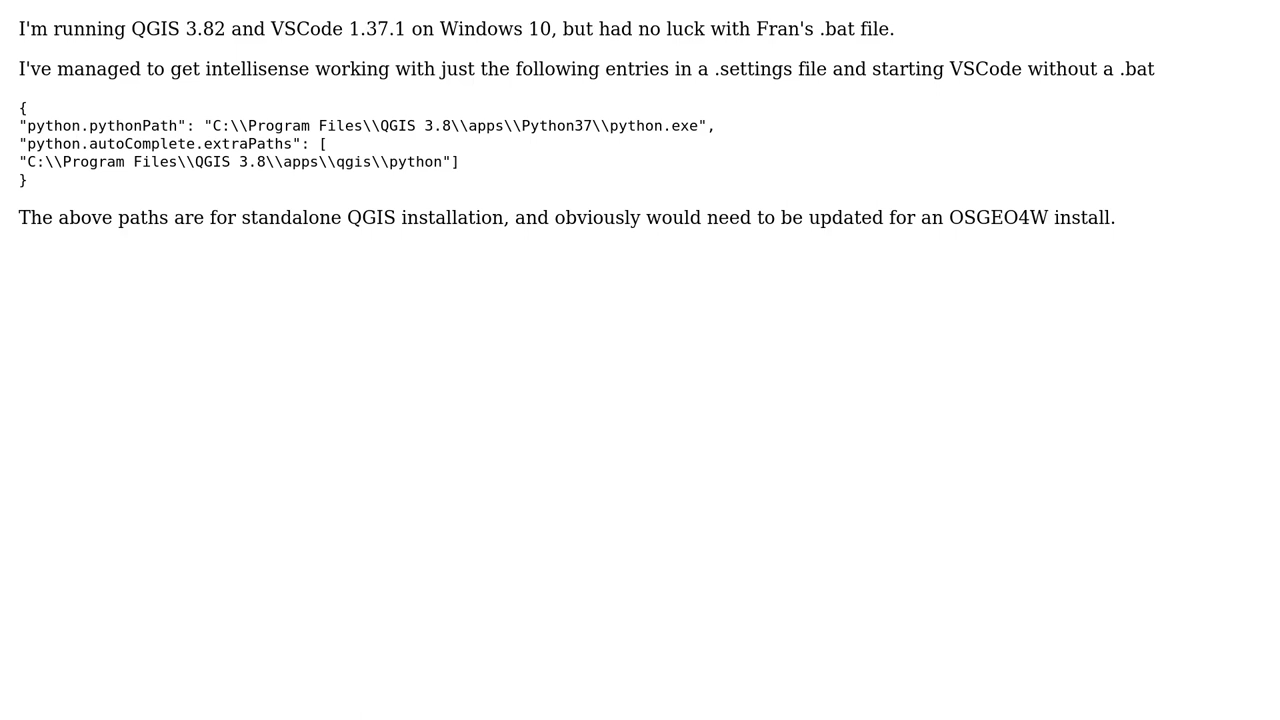 I'm running QGIS 3.82 and VSCode 1.37.1 on Windows 10, but had no luck with Fran's .bat file.
I've managed to get intellisense working with just the following entries in a .settings file and starting VSCode without a .bat
{
"python.pythonPath": "C:\\Program Files\\QGIS 3.8\\apps\\Python37\\python.exe",
"python.autoComplete.extraPaths": [
"C:\\Program Files\\QGIS 3.8\\apps\\qgis\\python"]
}
The above paths are for standalone QGIS installation, and obviously would need to be updated for an OSGEO4W install.